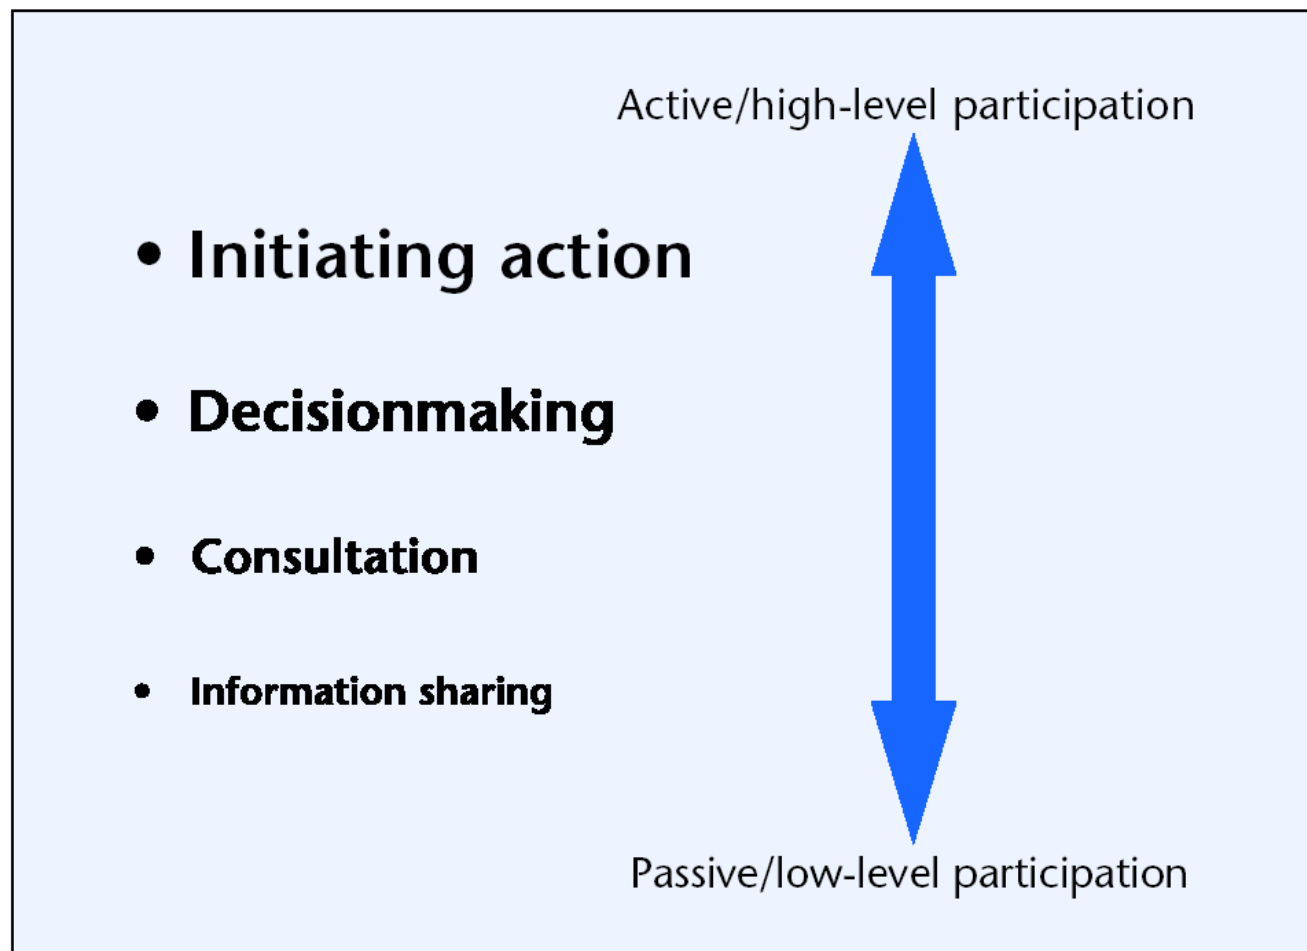 Active/high-level participation
• Initiating action
• Decisionmaking
• Consultation
• Information sharing
Passive/low-level participation